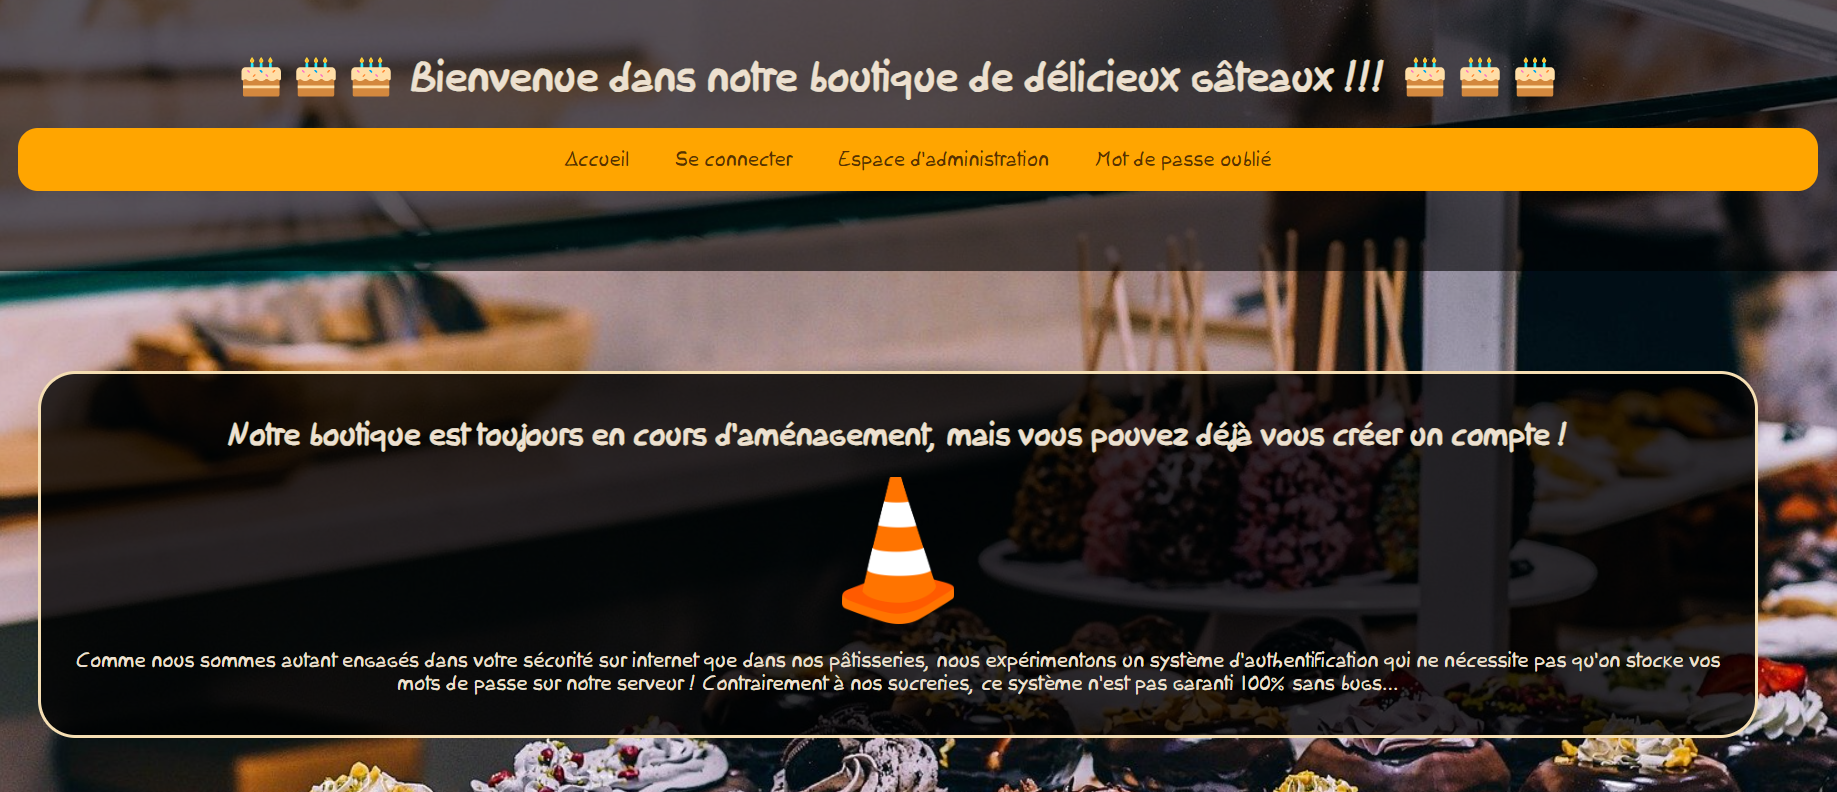 Bienvenue dans notre boutique de délicieux gâteaux !!!
Accueil Se connecter Espace d'administration Mot de passe oublié
Notre boutique est toujours en cours d'aménagement, mais vous pouvez déjà vous créer un compte !
Comme nous sommes autant engagés dans votre sécurité sur internet que dans nos pâtisseries, nous expérimentons un système d'authentification qui ne nécessite pas qu'on stocke vos
mots de passe sur notre serveur ! Contrairement à nos sucreries, ce système n'est pas garanti 100% sans bugs...